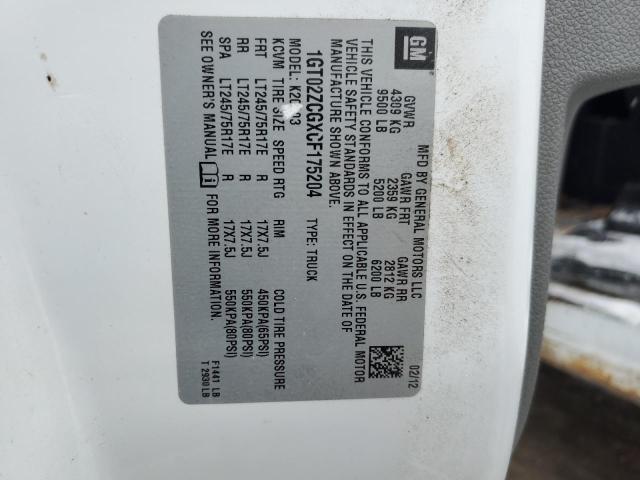 GM
MFD BY GENERAL MOTORS LLC 02/12
GVWR GAWR FRT GAWR RR
4309 KG 2359 KG 2812 KG
9500 LB 5200 LB 6200 LB
THIS VEHICLE CONFORMS TO ALL APPLICABLE U.S. FEDERAL MOTOR
VEHICLE SAFETY STANDARDS IN EFFECT ON THE DATE OF
MANUFACTURE SHOWN ABOVE.
1GT02ZCGXCF175204 TYPE: TRUCK
MODEL:
KCVM TIRE SIZE SPEED RTG RIM COLD TIRE PRESSURE
FRT LT245/75R17E R 17X7.5J 450KPA(65PSI)
RR LT245/75R17E R 17X7.5J 550KPA(80PSI)
SPA LT245/75R17E R 17X7.5J 550KPA(80PSI)
SEE OWNER'S MANUAL FOR MORE INFORMATION. F1441 LB
T 2930 LB